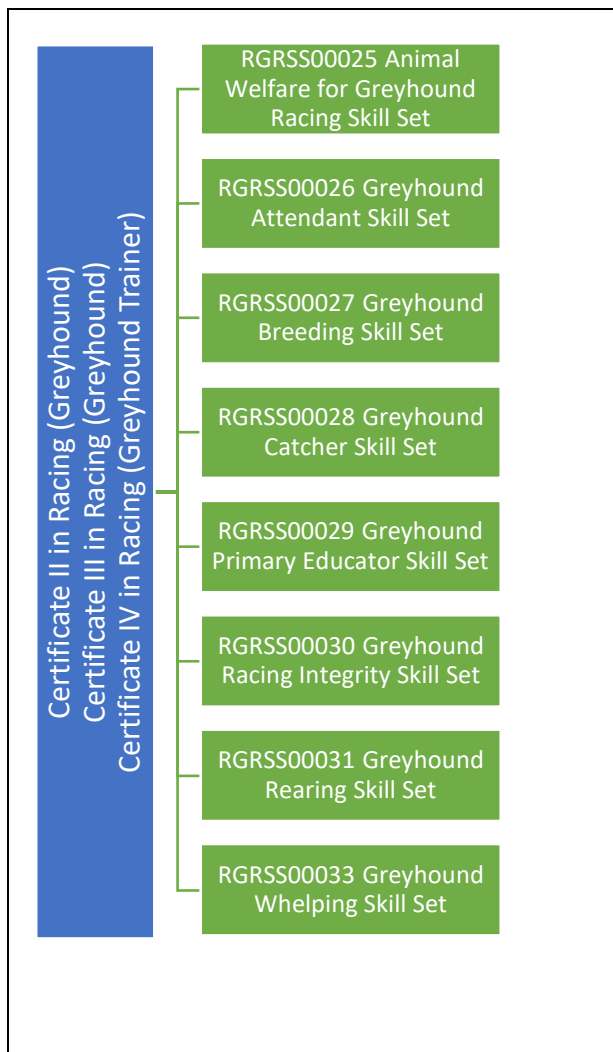 Certificate II in Racing (Greyhound)
Certificate III in Racing (Greyhound)
Certificate IV in Racing (Greyhound Trainer)
RGRSS00025 Animal
Welfare for Greyhound
Racing Skill Set
RGRSS00026 Greyhound
Attendant Skill Set
RGRSS00027 Greyhound
Breeding Skill Set
RGRSS00028 Greyhound
Catcher Skill Set
RGRSS00029 Greyhound
Primary Educator Skill Set
RGRSS00030 Greyhound
Racing Integrity Skill Set
RGRSS00031 Greyhound
Rearing Skill Set
RGRSS00033 Greyhound
Whelping Skill Set